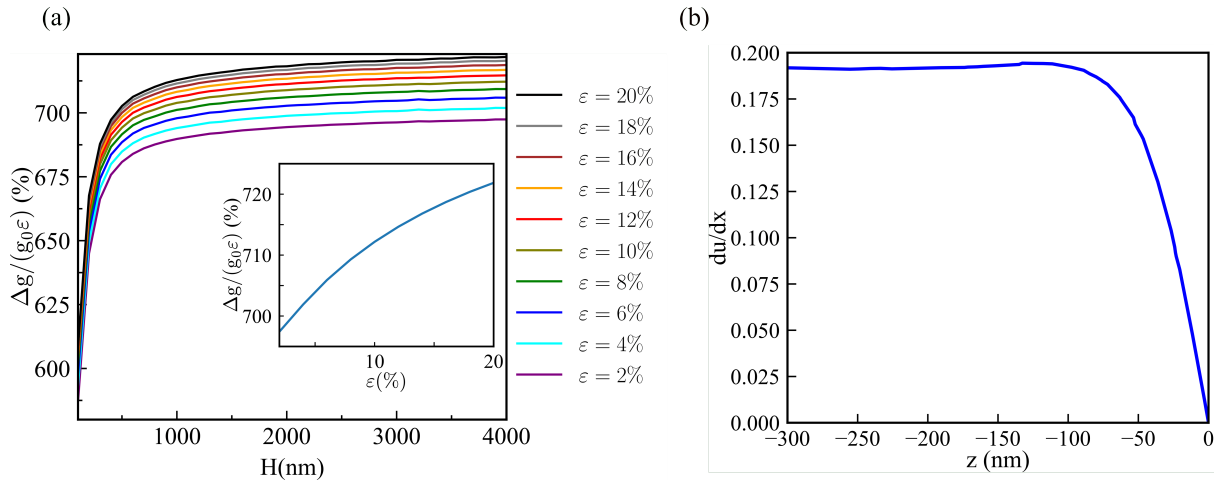 (a)
(b)
Δg/(g₀ε) (%)
700
675
650
625
600
1000
2000
3000
4000
H(nm)
Δg/(g₀ε) (%)
720
710
700
10
20
ε(%)
ε = 20%
ε = 18%
ε = 16%
ε = 14%
ε = 12%
ε = 10%
ε = 8%
ε = 6%
ε = 4%
ε = 2%
du/dx
0.200
0.175
0.150
0.125
0.100
0.075
0.050
0.025
0.000
−300
−250
−200
−150
−100
−50
0
z (nm)